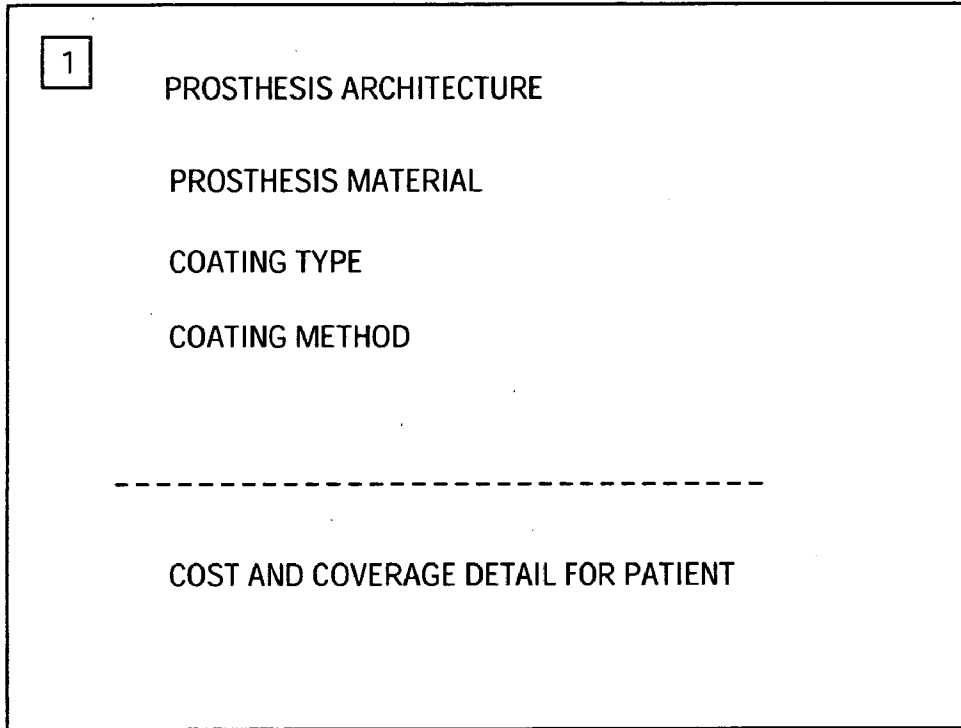 1
PROSTHESIS ARCHITECTURE
PROSTHESIS MATERIAL
COATING TYPE
COATING METHOD
COST AND COVERAGE DETAIL FOR PATIENT